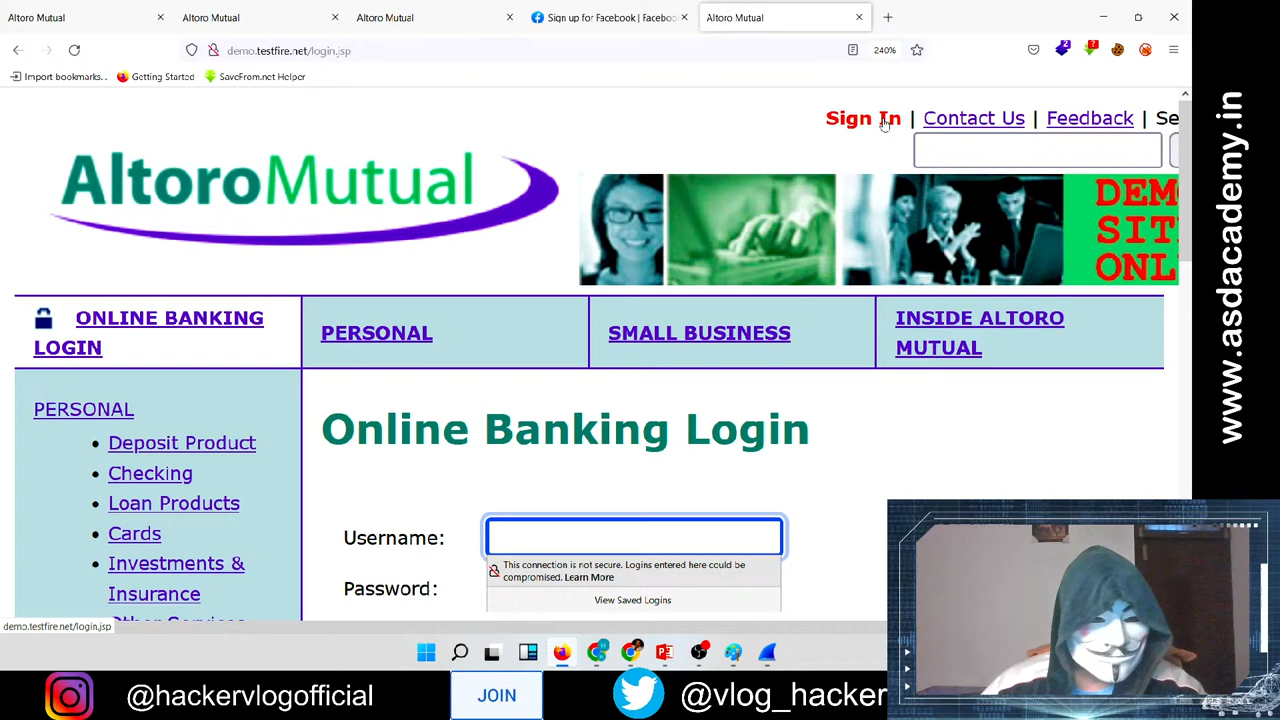 Altoro Mutual
Altoro Mutual
Altoro Mutual
Sign up for Facebook | Facebo
Altoro Mutual
demo.testfire.net/login.jsp
240%
2
?
Import bookmarks...
Getting Started
SaveFrom.net Helper
Sign In | Contact Us | Feedback | Se
AltoroMutual
DEM
SIT
ONL
ONLINE BANKING
LOGIN
PERSONAL
SMALL BUSINESS
INSIDE ALTORO
MUTUAL
PERSONAL
Deposit Product
Checking
Loan Products
Cards
Investments &
Insurance
Other Services
Online Banking Login
Username:
This connection is not secure. Logins entered here could be
compromised. Learn More
View Saved Logins
Password:
demo.testfire.net/login.jsp
@hackervlogofficial
JOIN
@vlog_hacker
www.asdacademy.in